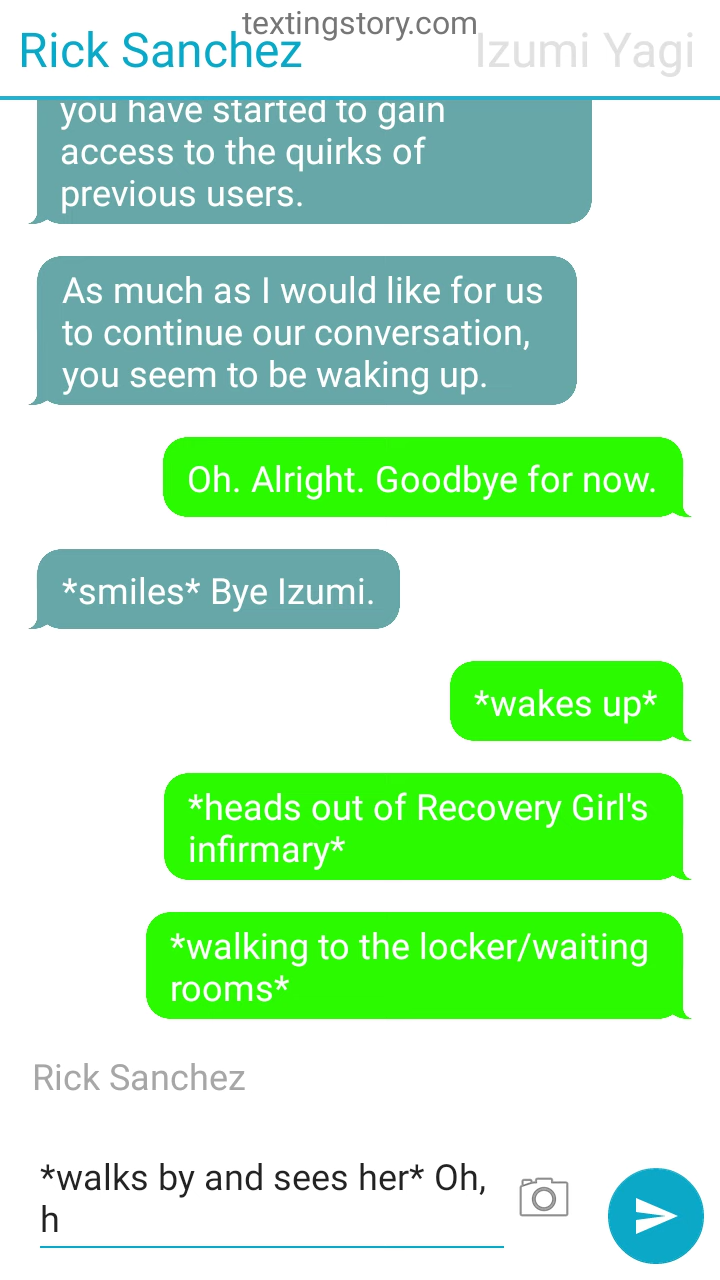 textingstory.com
Rick Sanchez
Izumi Yagi
you have started to gain
access to the quirks of
previous users.
As much as I would like for us
to continue our conversation,
you seem to be waking up.
Oh. Alright. Goodbye for now.
*smiles* Bye Izumi.
*wakes up*
*heads out of Recovery Girl's
infirmary*
*walking to the locker/waiting
rooms*
Rick Sanchez
*walks by and sees her* Oh,
h